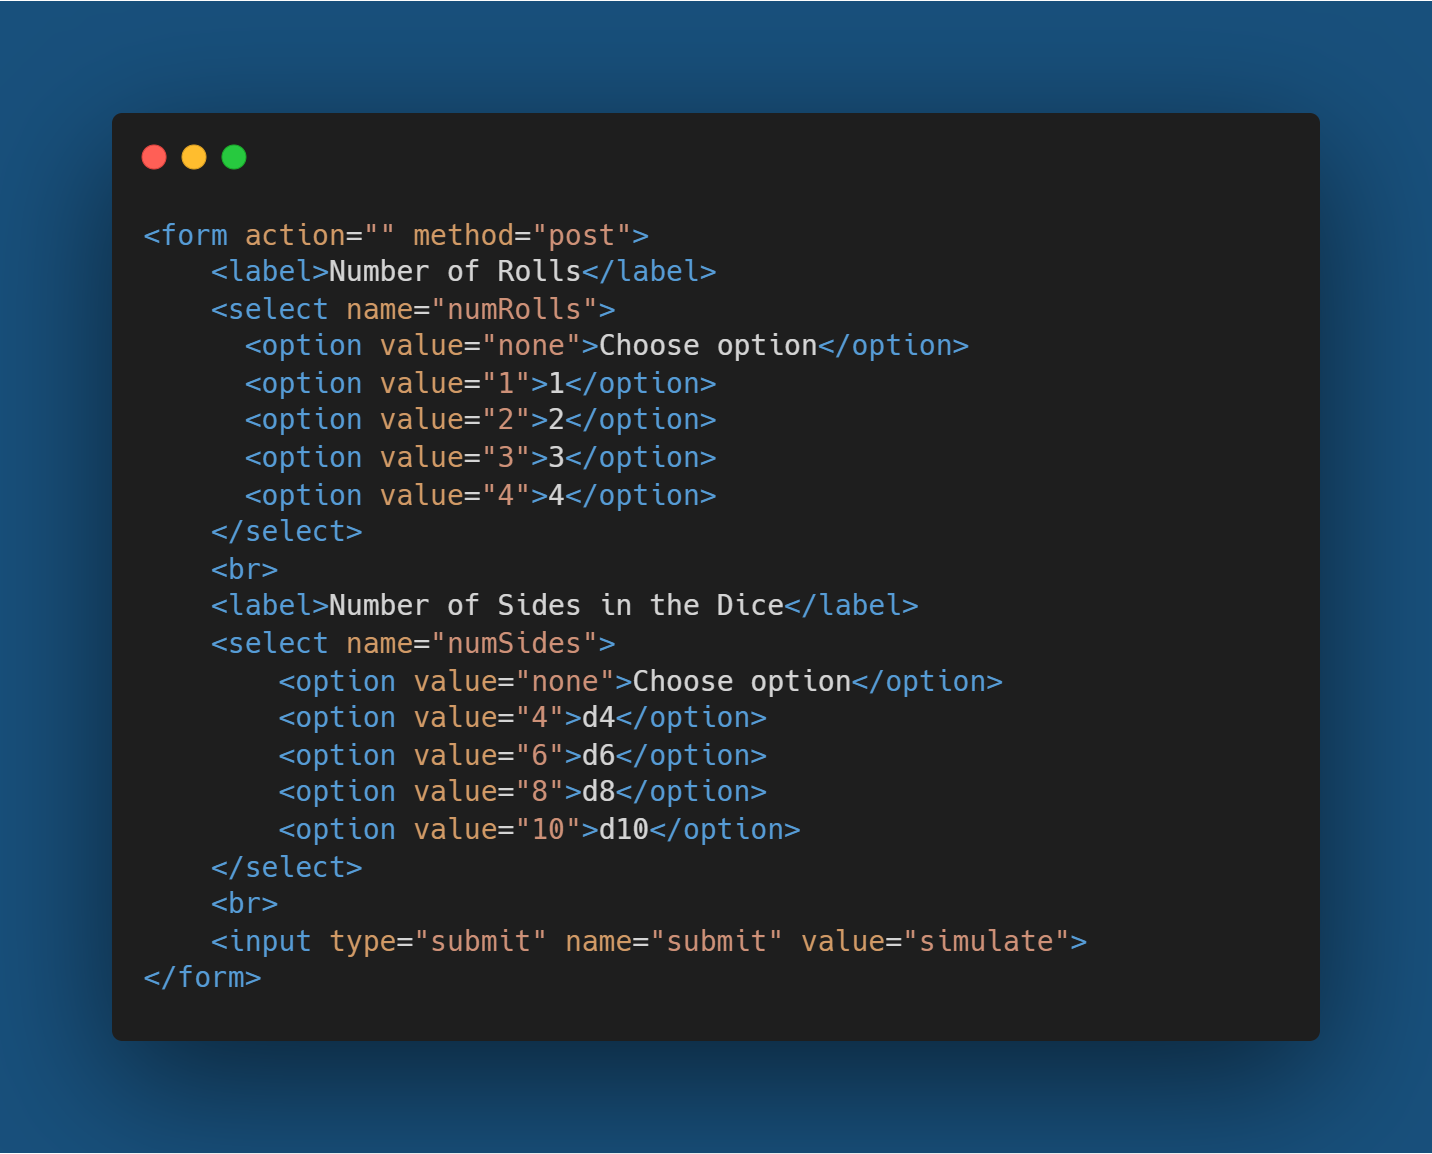 <form action="" method="post">
    <label>Number of Rolls</label>
    <select name="numRolls">
      <option value="none">Choose option</option>
      <option value="1">1</option>
      <option value="2">2</option>
      <option value="3">3</option>
      <option value="4">4</option>
    </select>
    <br>
    <label>Number of Sides in the Dice</label>
    <select name="numSides">
        <option value="none">Choose option</option>
        <option value="4">d4</option>
        <option value="6">d6</option>
        <option value="8">d8</option>
        <option value="10">d10</option>
    </select>
    <br>
    <input type="submit" name="submit" value="simulate">
</form>